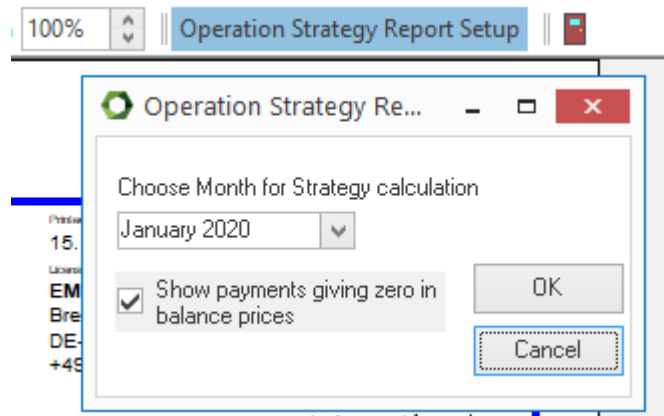 100%
Operation Strategy Report Setup
Operation Strategy Re...
Choose Month for Strategy calculation
January 2020
Show payments giving zero in
balance prices
OK
Cancel
15.
EM
Bre
DE-
+49